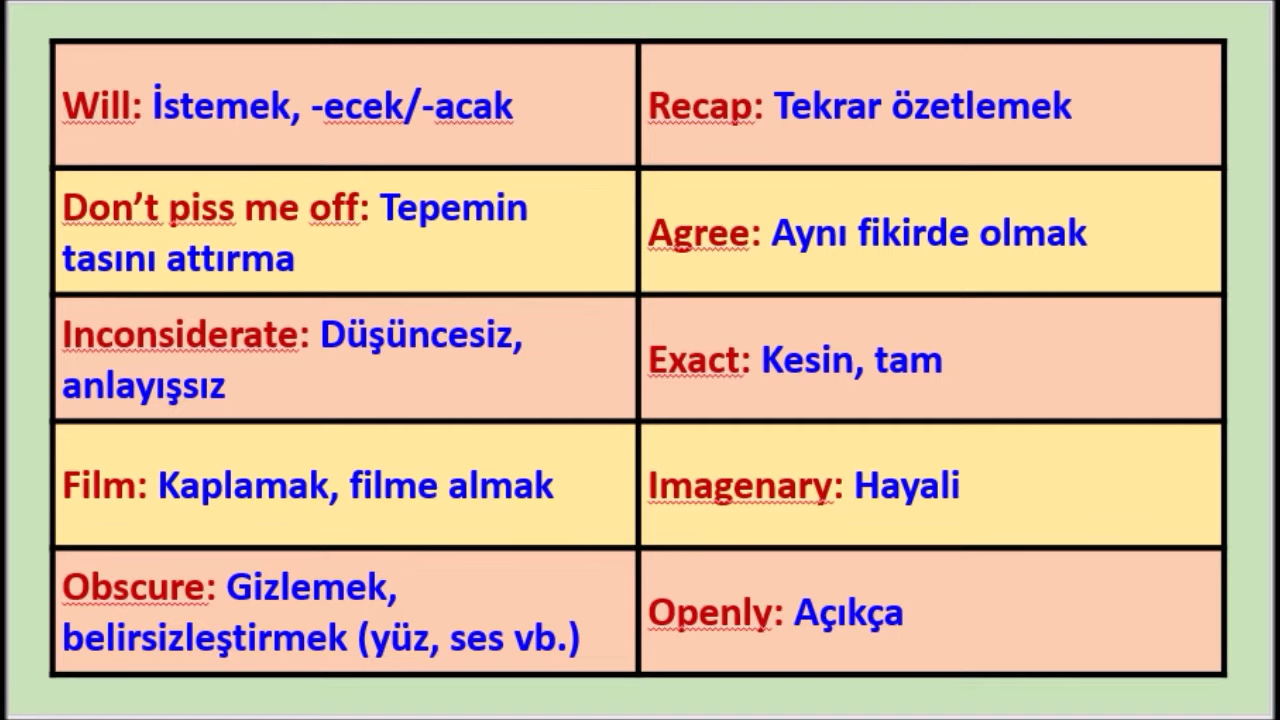 Will: İstemek, -ecek/-acak
Recap: Tekrar özetlemek
Don’t piss me off: Tepemin
tasını attırma
Agree: Aynı fikirde olmak
Inconsiderate: Düşüncesiz,
anlayışsız
Exact: Kesin, tam
Film: Kaplamak, filme almak
Imagenary: Hayali
Obscure: Gizlemek,
belirsizleştirmek (yüz, ses vb.)
Openly: Açıkça